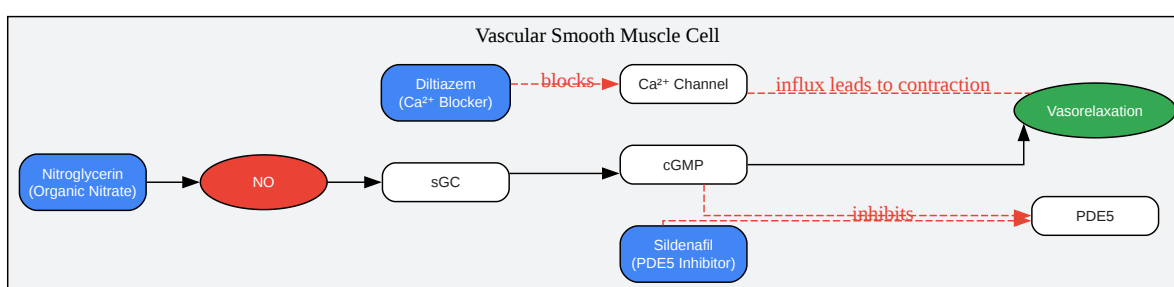 Vascular Smooth Muscle Cell
Diltiazem
(Ca²⁺ Blocker)
blocks
Ca²⁺ Channel
influx leads to contraction
Vasorelaxation
Nitroglycerin
(Organic Nitrate)
NO
sGC
cGMP
inhibits
PDE5
Sildenafil
(PDE5 Inhibitor)